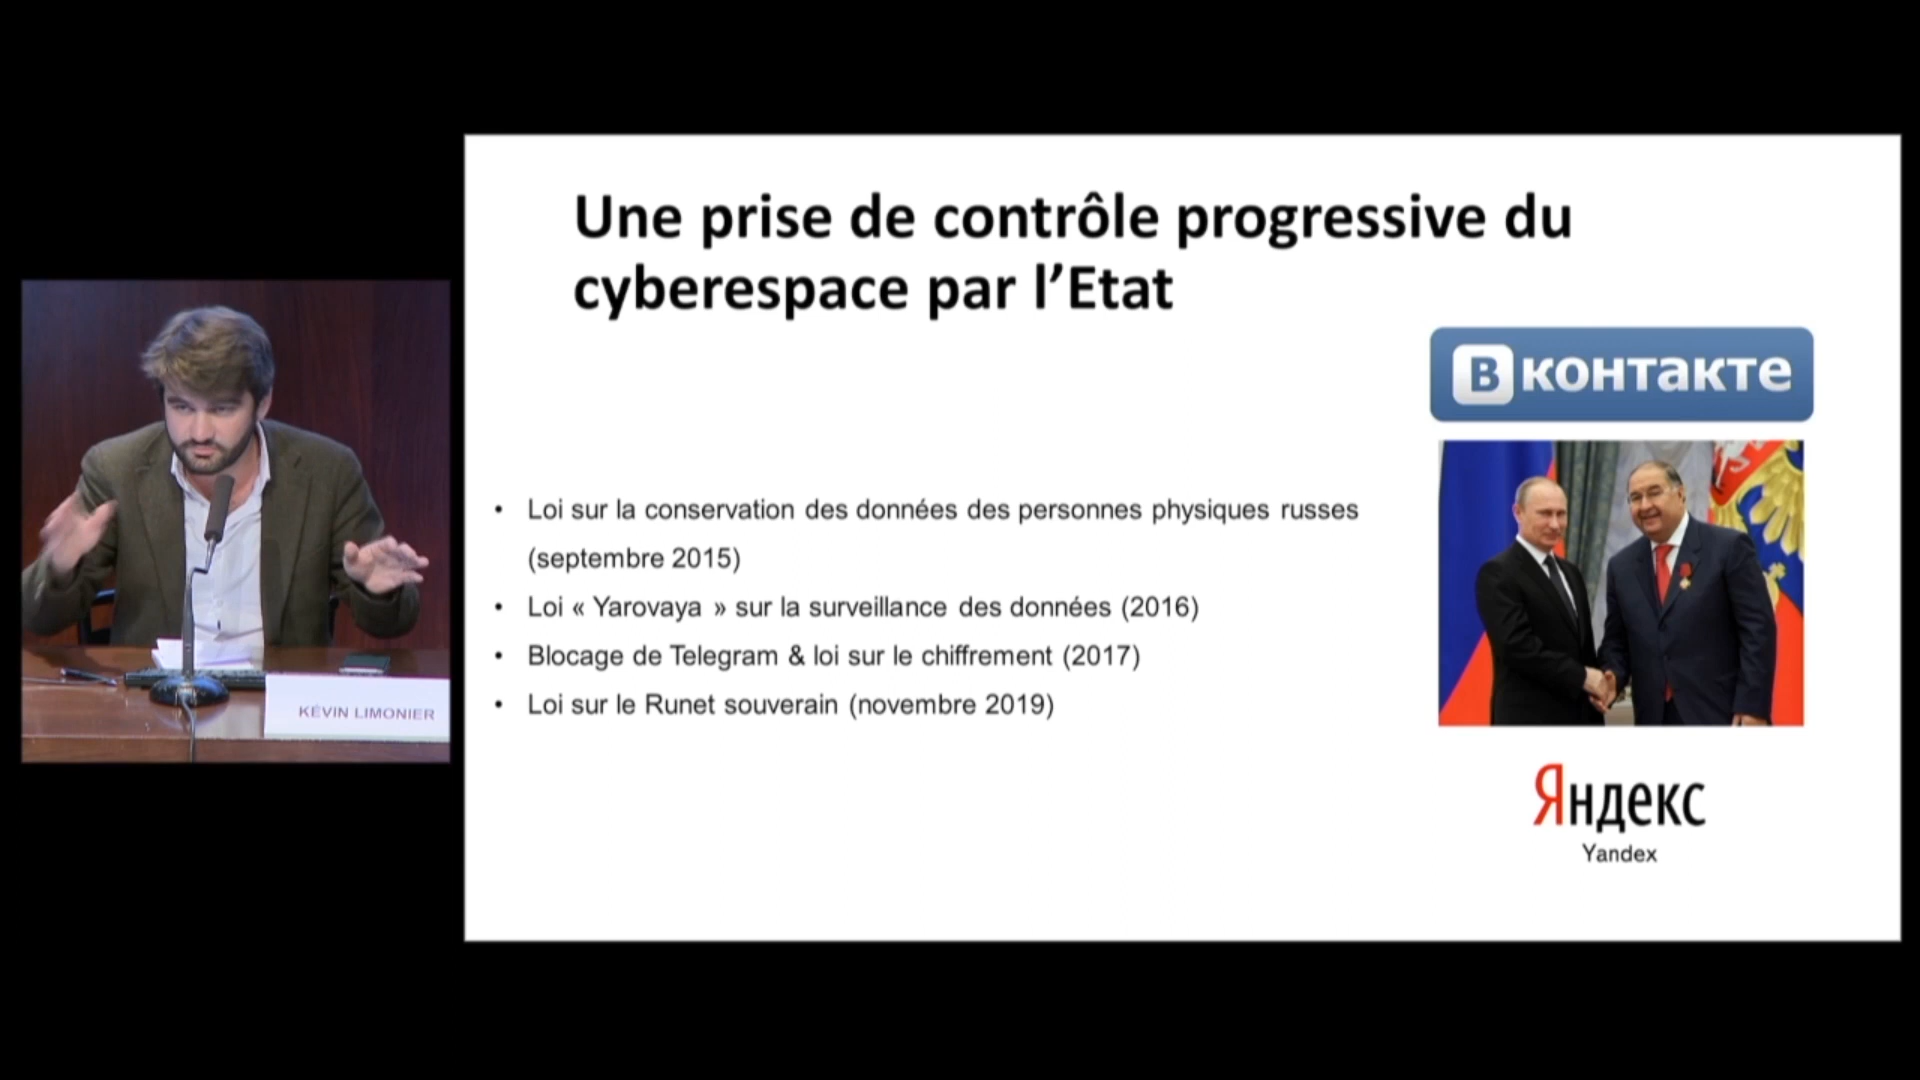 Une prise de contrôle progressive du
cyberespace par l’Etat
В контакте
• Loi sur la conservation des données des personnes physiques russes
(septembre 2015)
• Loi « Yarovaya » sur la surveillance des données (2016)
• Blocage de Telegram & loi sur le chiffrement (2017)
• Loi sur le Runet souverain (novembre 2019)
Яндекс
Yandex
KÉVIN LIMONIER